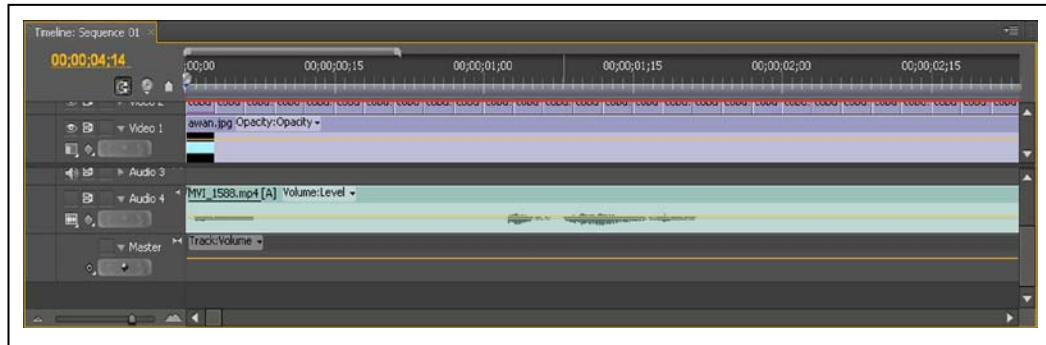 Timeline: Sequence 01 ×
00;00;04;14
;00;00 00;00;00;15 00;00;01;00 00;00;01;15 00;00;02;00 00;00;02;15
Video 2
Video 1 awan.jpg Opacity:Opacity
Audio 3
Audio 4 MVI_1588.mp4 [A] Volume:Level
Master Track:Volume